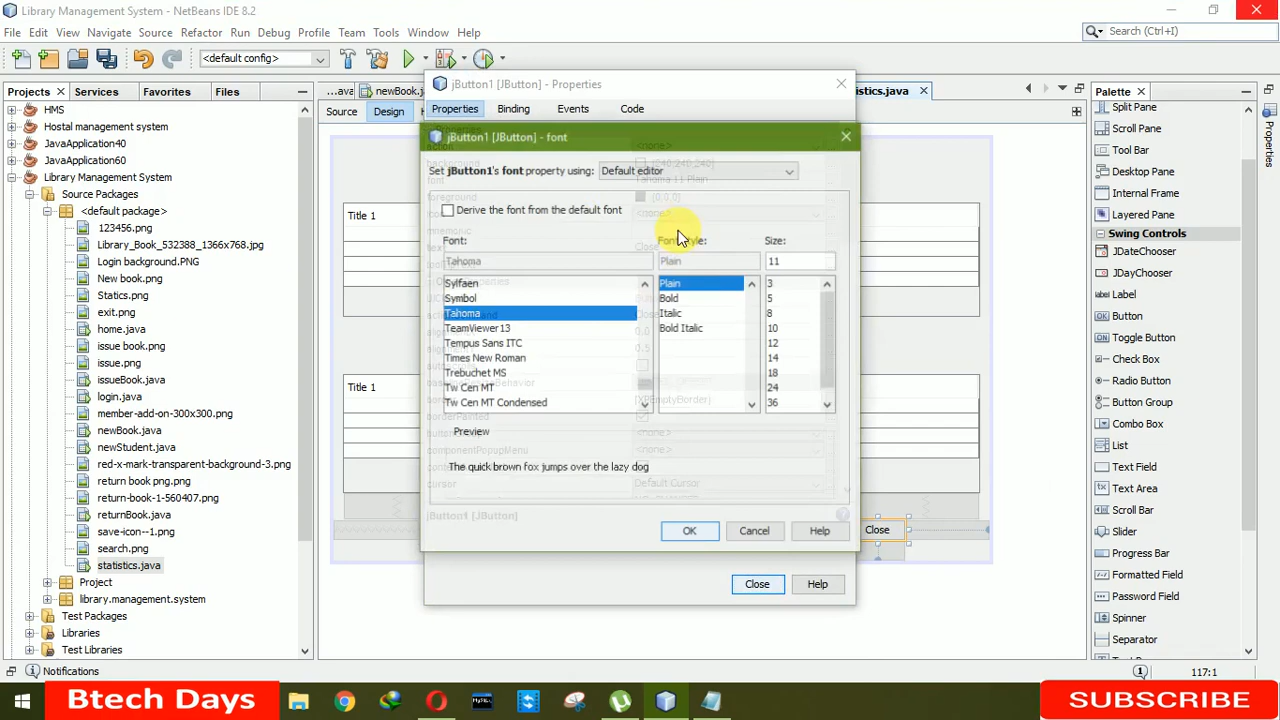 Library Management System - NetBeans IDE 8.2
File Edit View Navigate Source Refactor Run Debug Profile Team Tools Window Help
Search (Ctrl+I)
<default config>
Projects Services Favorites Files
...ava newBook.j
jButton1 [JButton] - Properties
istics.java
Palette
Source Design
Properties Binding Events Code
jButton1 [JButton] - font
Set jButton1's font property using: Default editor
Derive the font from the default font
Font: Font Style: Size:
Tahoma Plain 11
Sylfaen Plain 3
Symbol Bold 5
Tahoma Italic 8
TeamViewer 13 Bold Italic 10
Tempus Sans ITC 12
Times New Roman 14
Trebuchet MS 18
Tw Cen MT 24
Tw Cen MT Condensed 36
Preview
The quick brown fox jumps over the lazy dog
jButton1 [JButton]
OK Cancel Help
Close Help
Title 1
Title 1
Close
HMS
Hostal management system
JavaApplication40
JavaApplication60
Library Management System
Source Packages
<default package>
123456.png
Library_Book_532388_1366x768.jpg
Login background.PNG
New book.png
Statics.png
exit.png
home.java
issue book.png
issue.png
issueBook.java
login.java
member-add-on-300x300.png
newBook.java
newStudent.java
red-x-mark-transparent-background-3.png
return book png.png
return-book-1-560407.png
returnBook.java
save-icon--1.png
search.png
statistics.java
Project
library.management.system
Test Packages
Libraries
Test Libraries
Split Pane
Scroll Pane
Tool Bar
Desktop Pane
Internal Frame
Layered Pane
Swing Controls
JDateChooser
JDayChooser
Label
Button
Toggle Button
Check Box
Radio Button
Button Group
Combo Box
List
Text Field
Text Area
Scroll Bar
Slider
Progress Bar
Formatted Field
Password Field
Spinner
Separator
Properties
Notifications
117:1
Btech Days
SUBSCRIBE